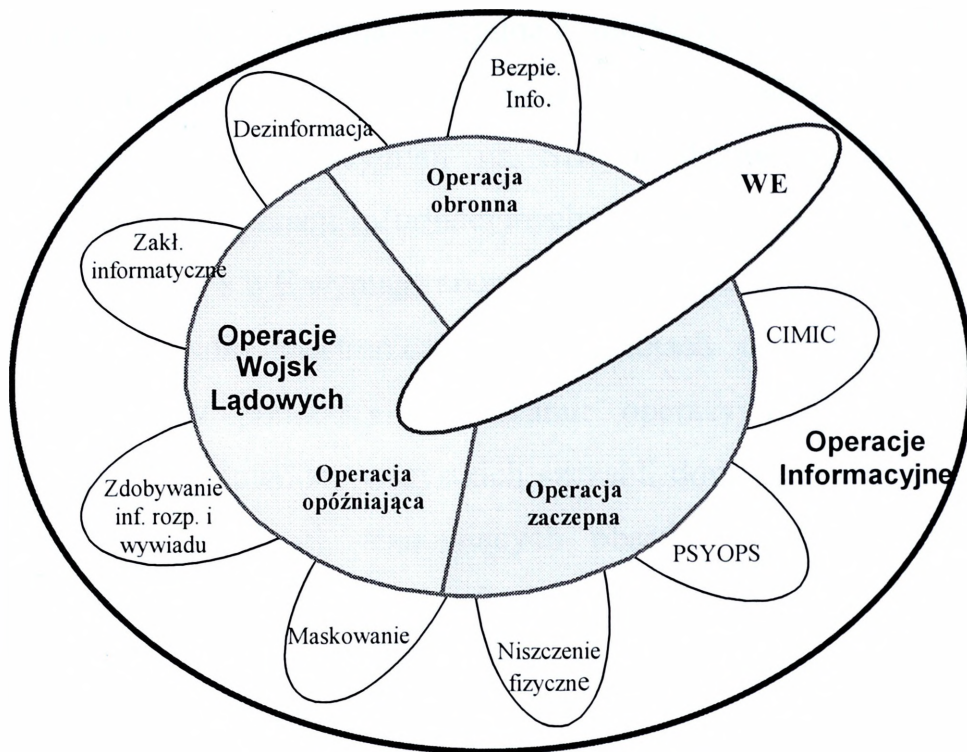 Bezpie.
Info.
Dezinformacja
Operacja
obronna
WE
Zakł.
informatyczne
Operacje
Wojsk
Lądowych
CIMIC
Operacje
Informacyjne
Operacja
opóźniająca
Operacja
zaczepna
Zdobywanie
inf. rozp. i
wywiadu
PSYOPS
Maskowanie
Niszczenie
fizyczne